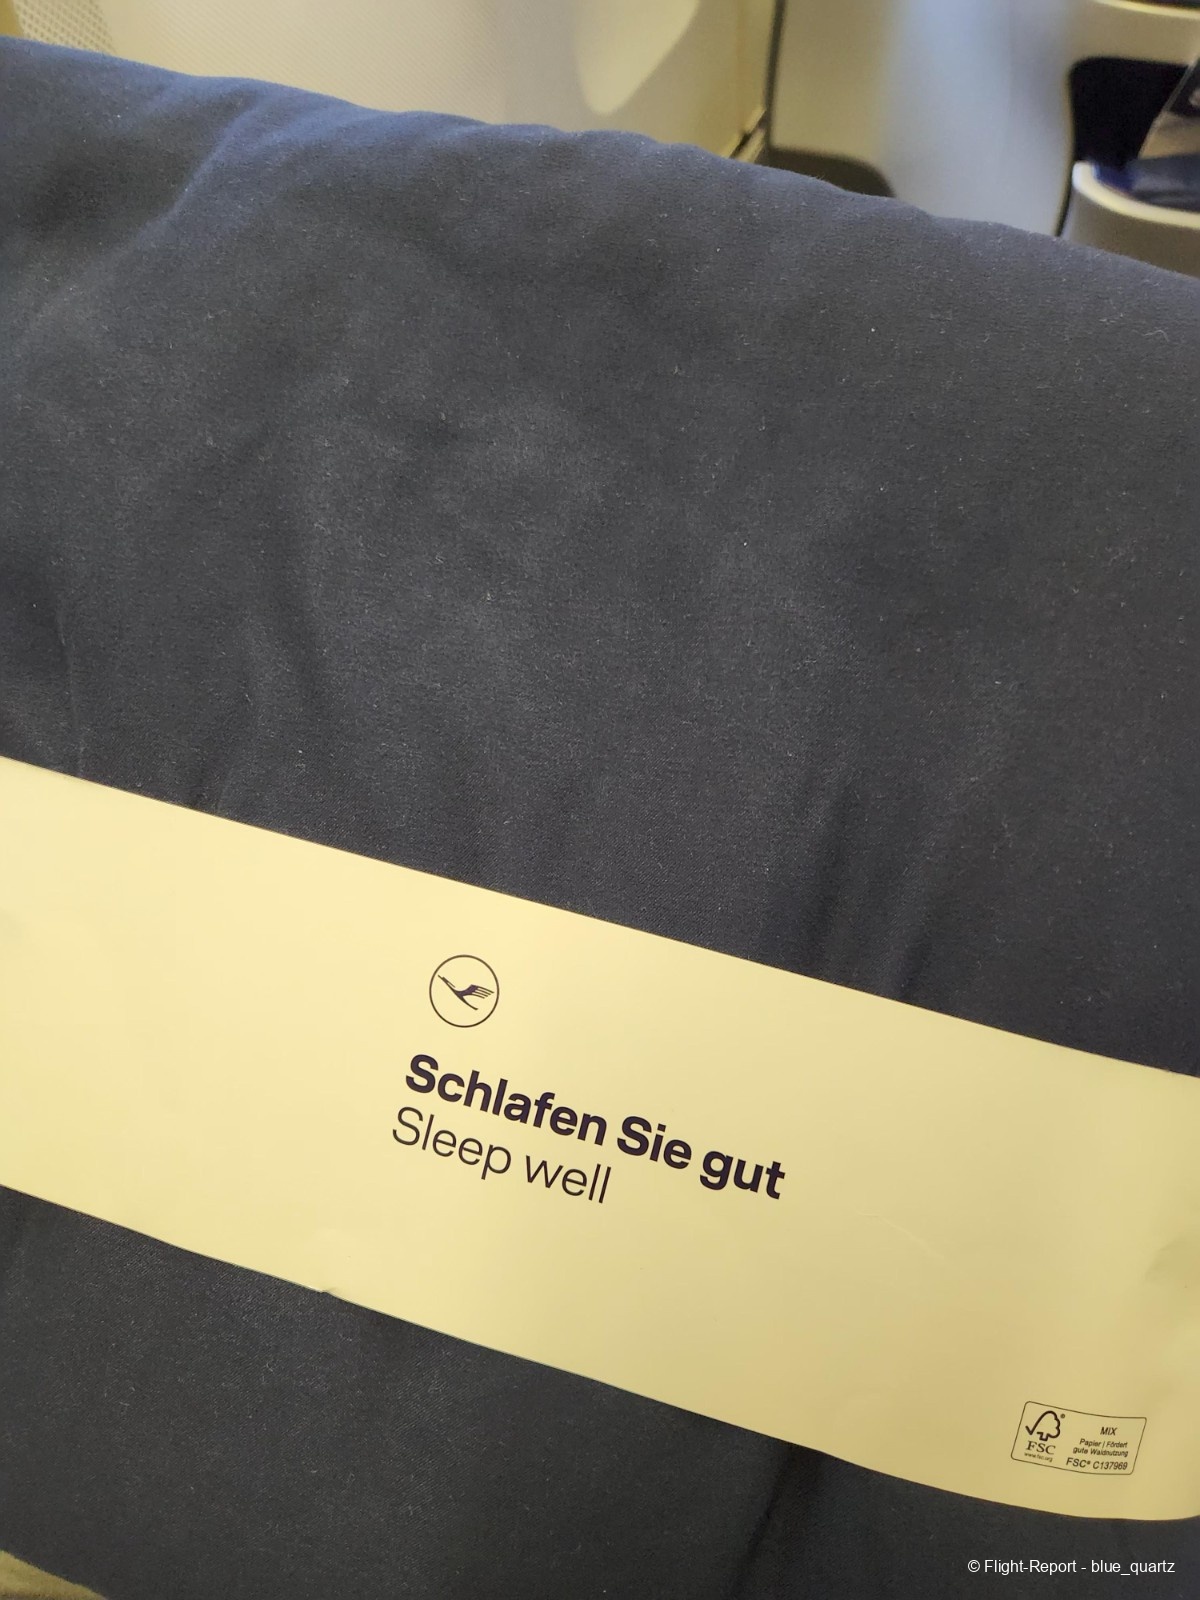 Schlafen Sie gut
Sleep well
FSC®
www.fsc.org
MIX
Papier | Fördert
gute Waldnutzung
FSC® C137969
© Flight-Report - blue_quartz